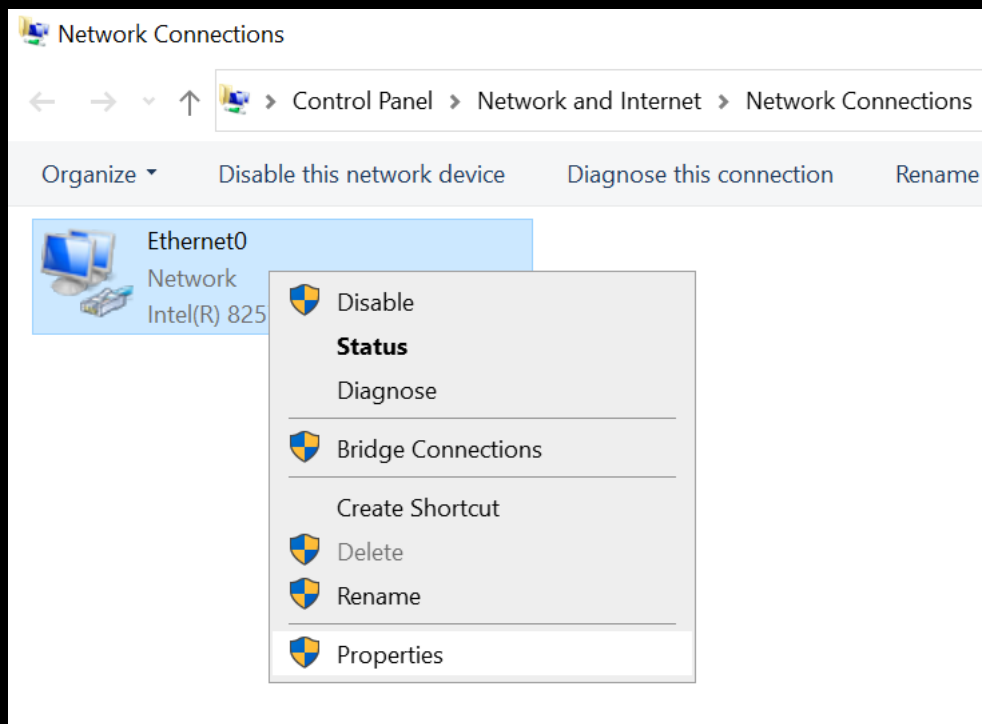 Network Connections
Control Panel > Network and Internet > Network Connections
Organize Disable this network device Diagnose this connection Rename
Ethernet0
Network
Intel(R) 825
Disable
Status
Diagnose
Bridge Connections
Create Shortcut
Delete
Rename
Properties